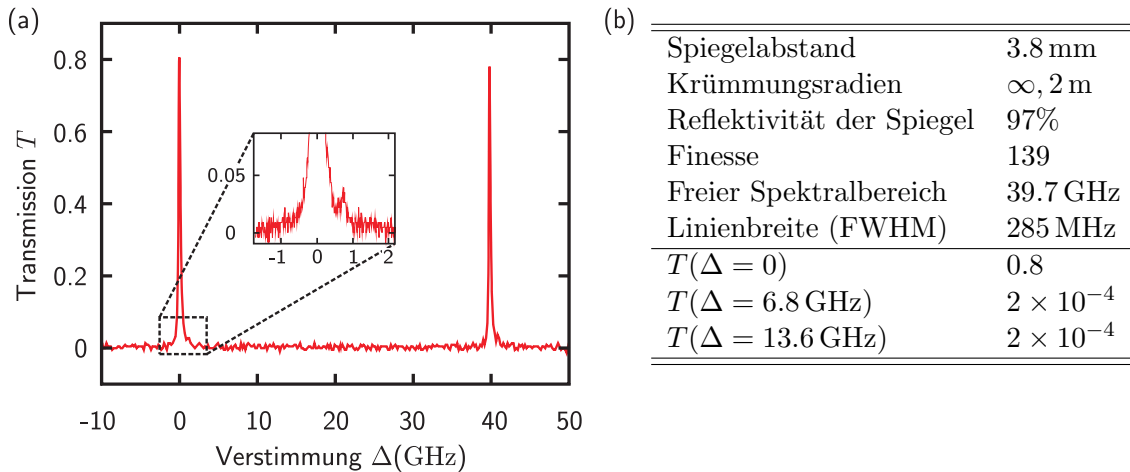 (a)
Transmission T
0.8
0.6
0.4
0.2
0
0.05
0
-1 0 1 2
-10 0 10 20 30 40 50
Verstimmung Δ(GHz)
(b)
Spiegelabstand 3.8 mm
Krümmungsradien ∞, 2 m
Reflektivität der Spiegel 97%
Finesse 139
Freier Spektralbereich 39.7 GHz
Linienbreite (FWHM) 285 MHz
T(Δ = 0) 0.8
T(Δ = 6.8 GHz) 2 × 10⁻⁴
T(Δ = 13.6 GHz) 2 × 10⁻⁴